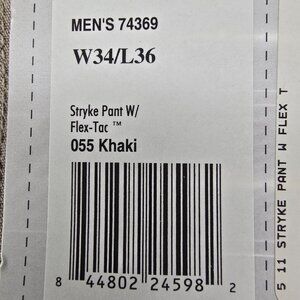 MEN'S 74369
W34/L36
Stryke Pant W/
Flex-Tac ™
055 Khaki
8 44802 24598 2
5 11 STRYKE PANT W FLEX T